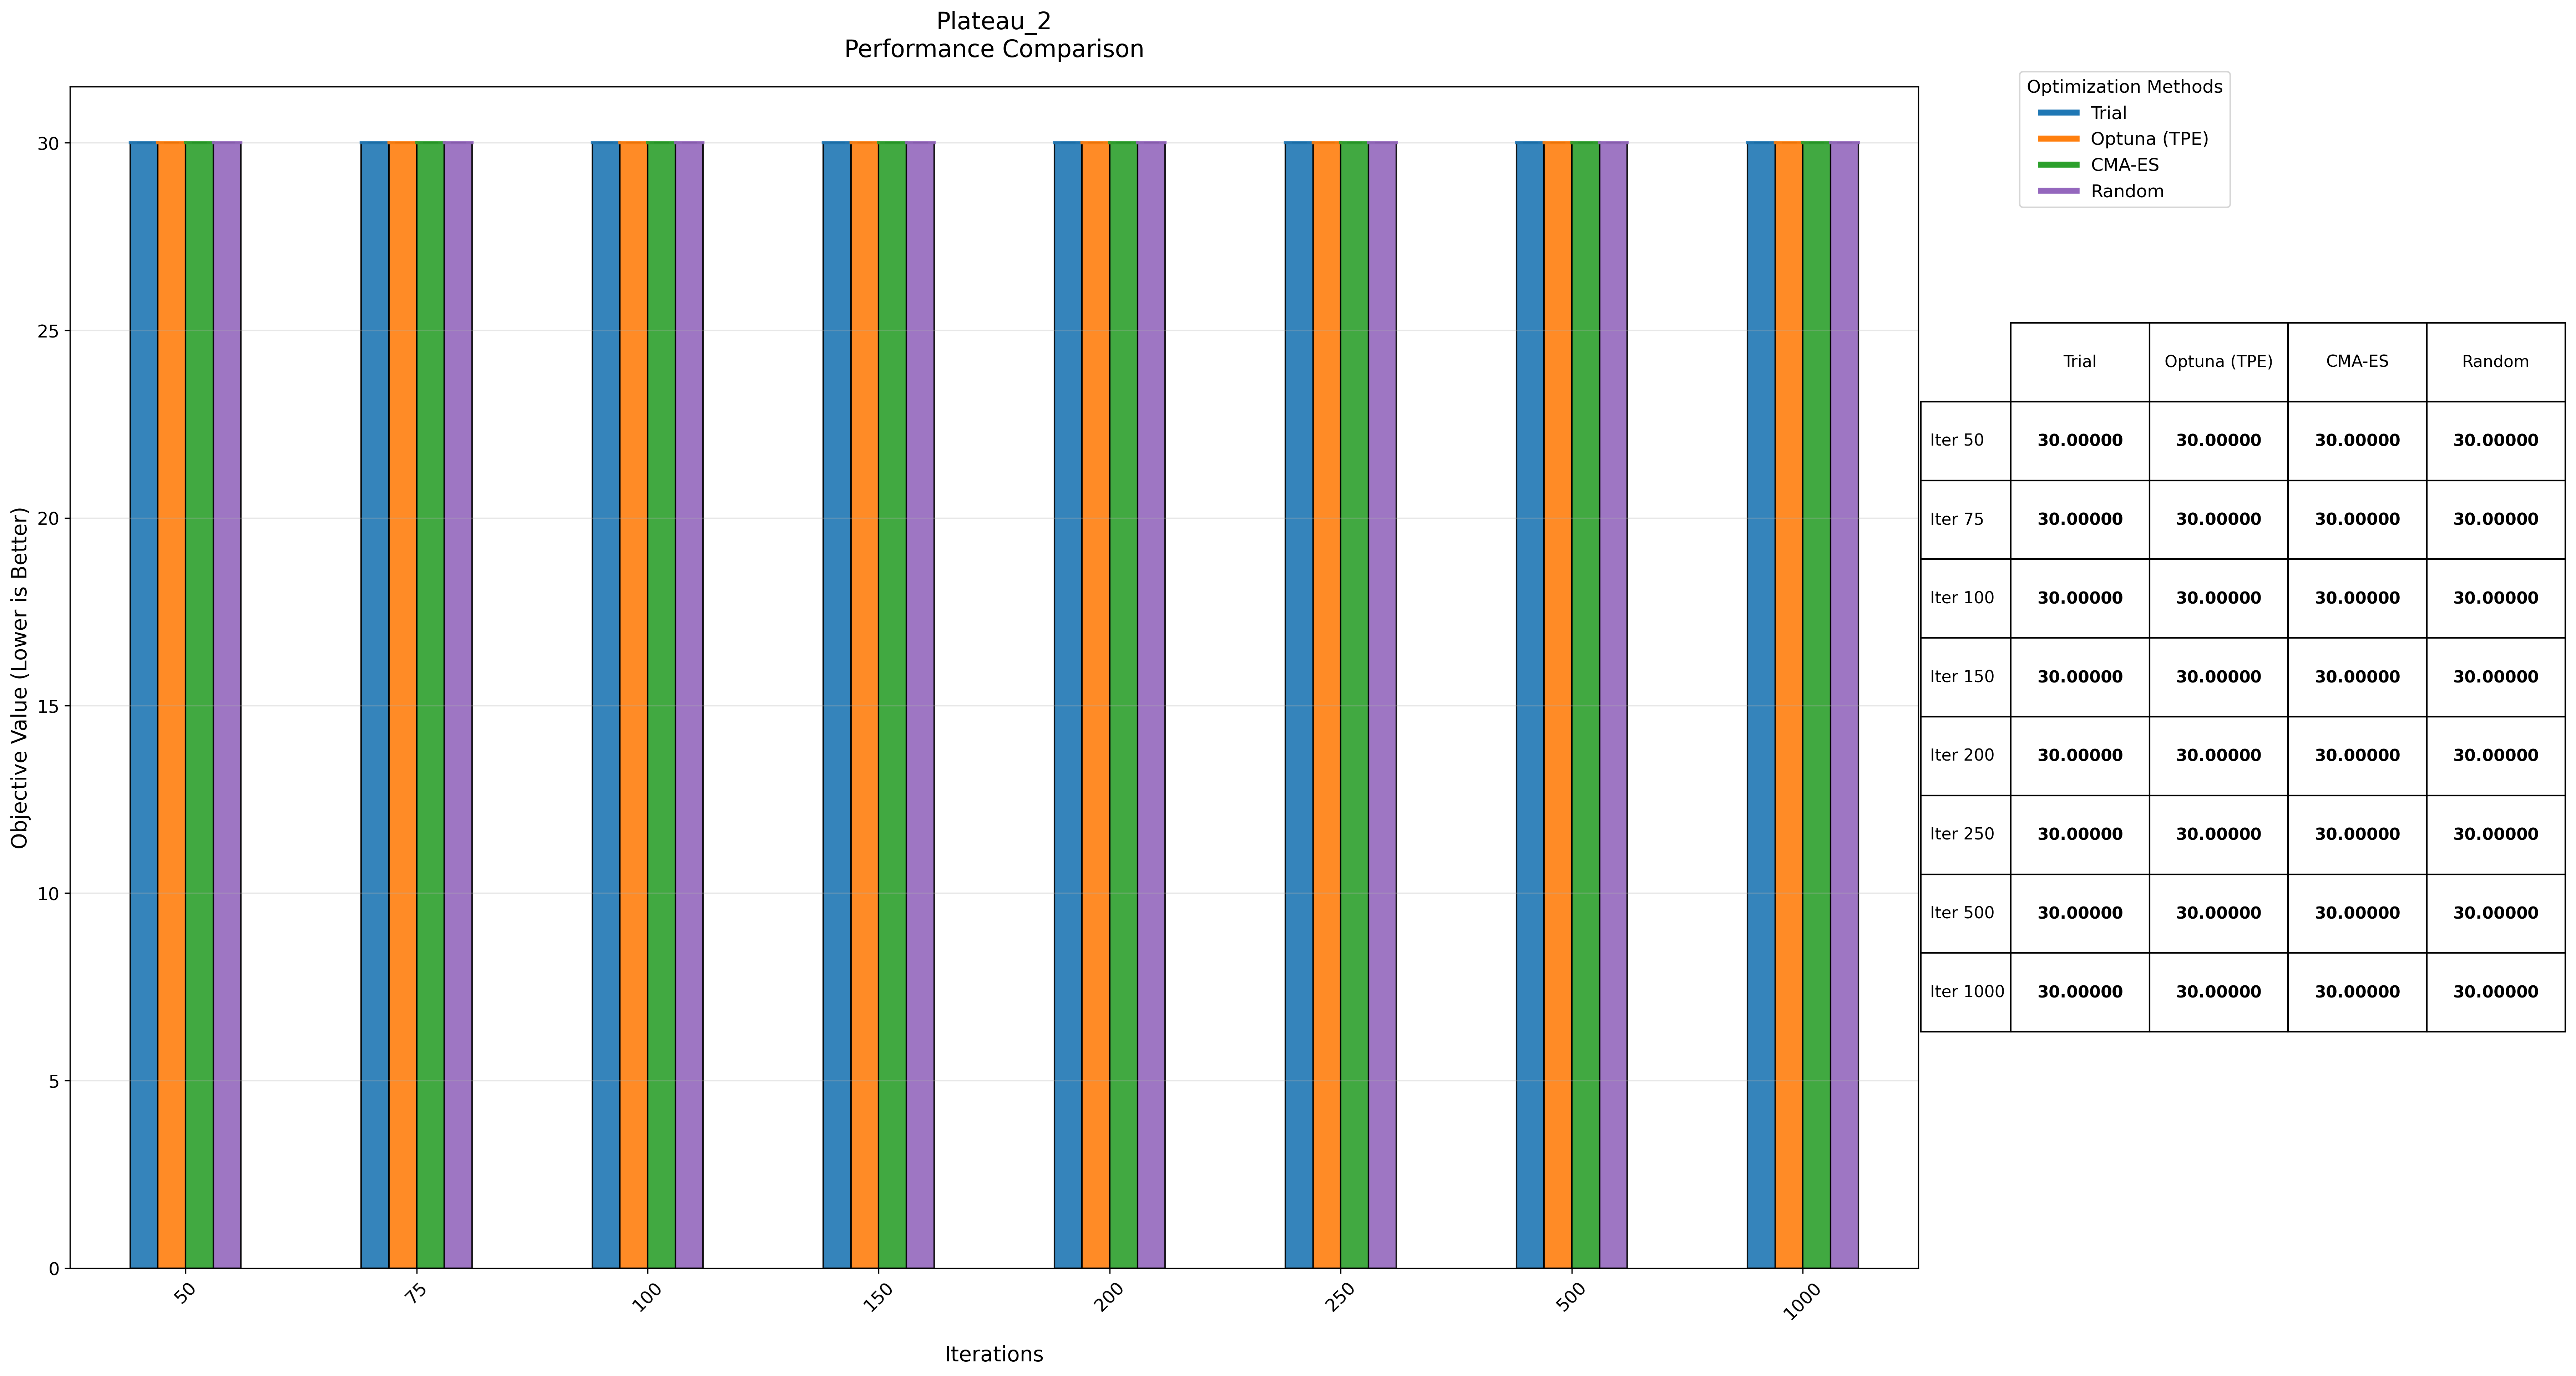 Plateau_2
Performance Comparison
Objective Value (Lower is Better)
30
25
20
15
10
5
0
50 75 100 150 200 250 500 1000
Iterations
Optimization Methods
Trial
Optuna (TPE)
CMA-ES
Random
Trial Optuna (TPE) CMA-ES Random
Iter 50 30.00000 30.00000 30.00000 30.00000
Iter 75 30.00000 30.00000 30.00000 30.00000
Iter 100 30.00000 30.00000 30.00000 30.00000
Iter 150 30.00000 30.00000 30.00000 30.00000
Iter 200 30.00000 30.00000 30.00000 30.00000
Iter 250 30.00000 30.00000 30.00000 30.00000
Iter 500 30.00000 30.00000 30.00000 30.00000
Iter 1000 30.00000 30.00000 30.00000 30.00000